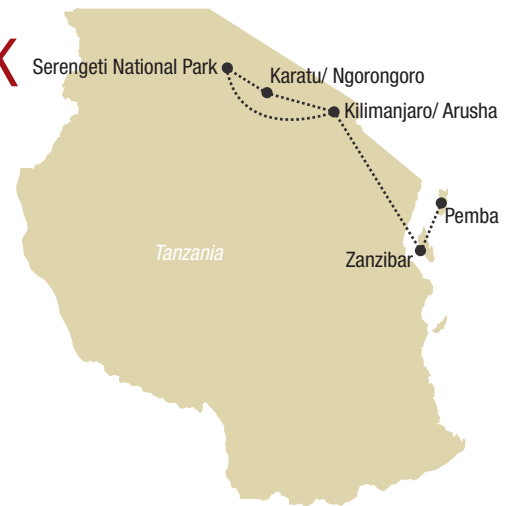 K
Serengeti National Park
Karatu/ Ngorongoro
Kilimanjaro/ Arusha
Pemba
Tanzania
Zanzibar